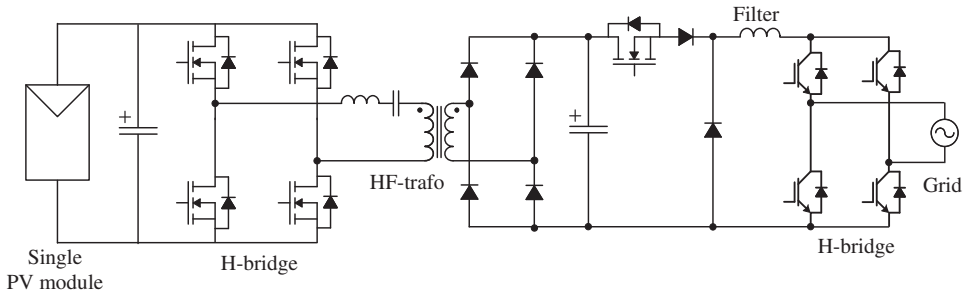 Filter
+
+
HF-trafo
Grid
Single
PV module
H-bridge
H-bridge